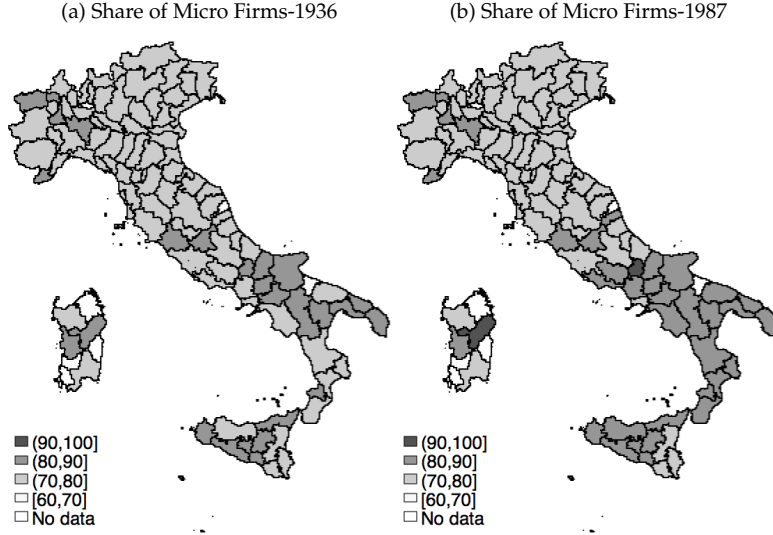 (a) Share of Micro Firms-1936
(b) Share of Micro Firms-1987
(90,100]
(80,90]
(70,80]
[60,70]
No data
(90,100]
(80,90]
(70,80]
[60,70]
No data